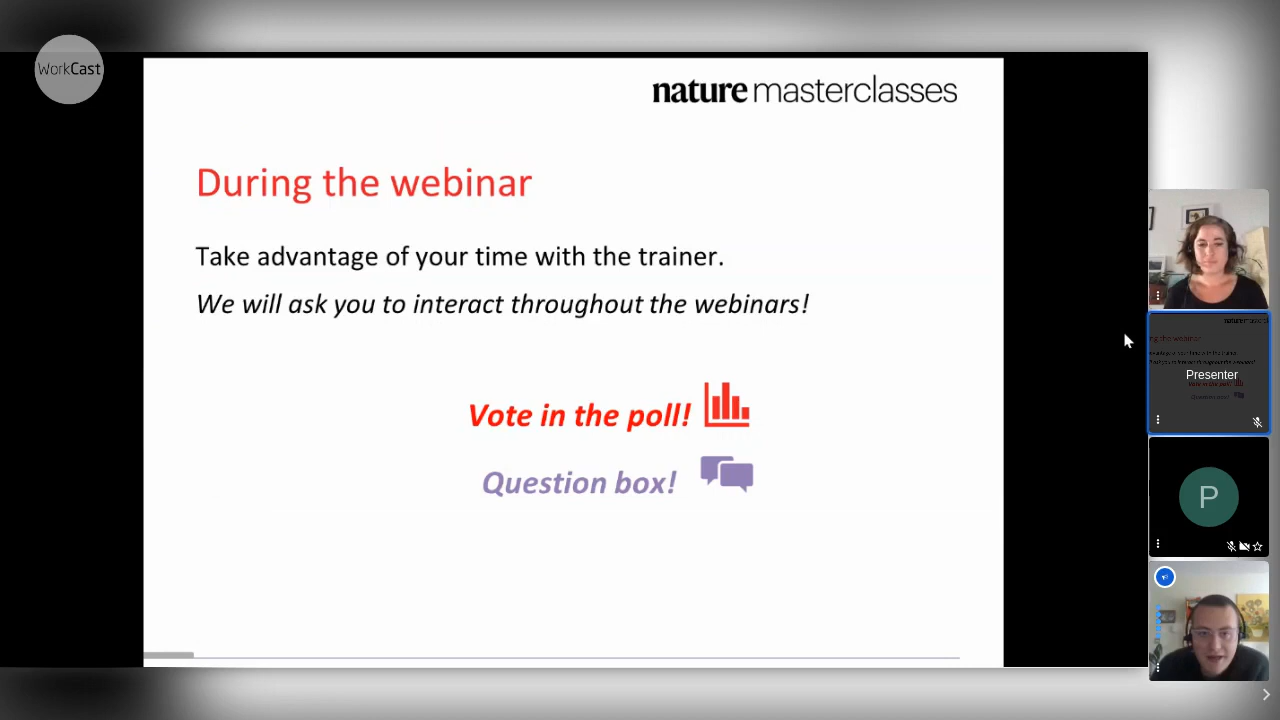 WorkCast
nature masterclasses
During the webinar
Take advantage of your time with the trainer.
We will ask you to interact throughout the webinars!
Vote in the poll!
Question box!
Presenter
P